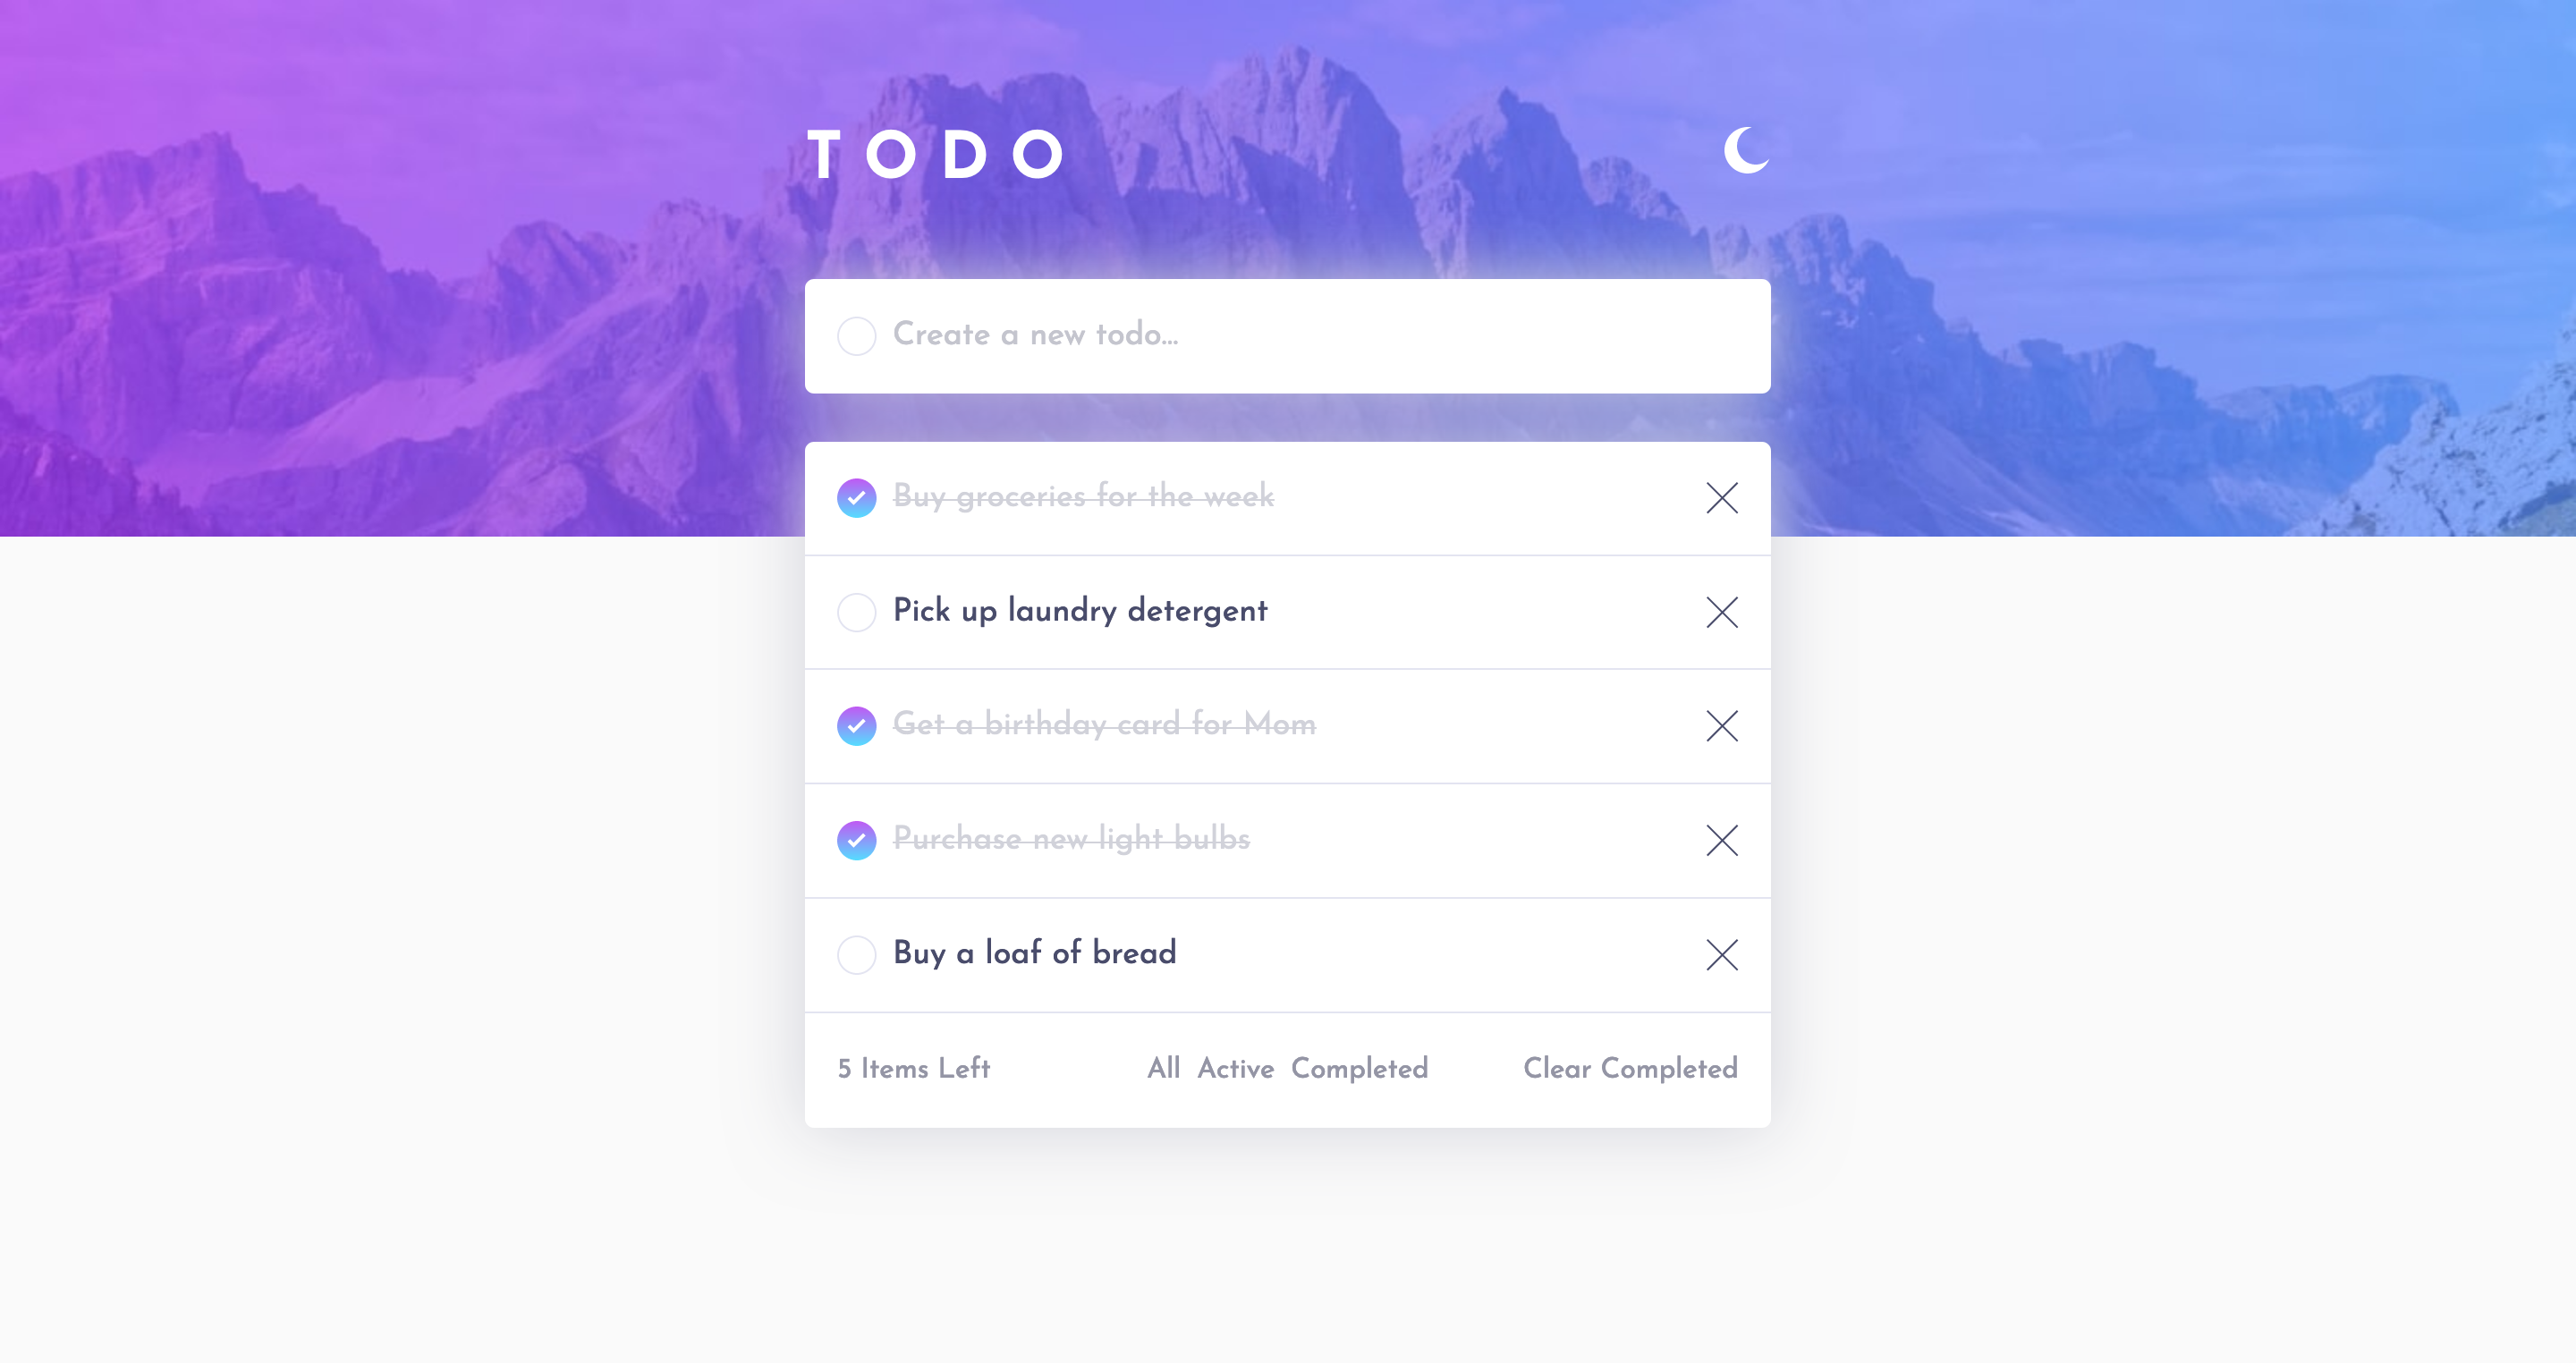 TODO
Create a new todo...
Buy groceries for the week
Pick up laundry detergent
Get a birthday card for Mom
Purchase new light bulbs
Buy a loaf of bread
5 Items Left All Active Completed Clear Completed